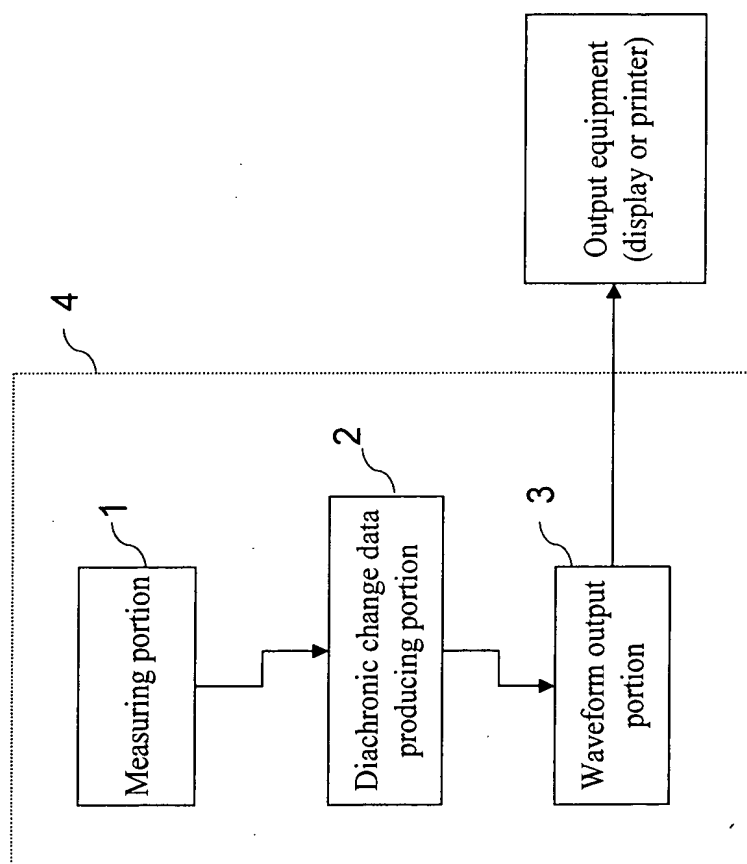 4
1
Measuring portion
2
Diachronic change data
producing portion
3
Waveform output
portion
Output equipment
(display or printer)